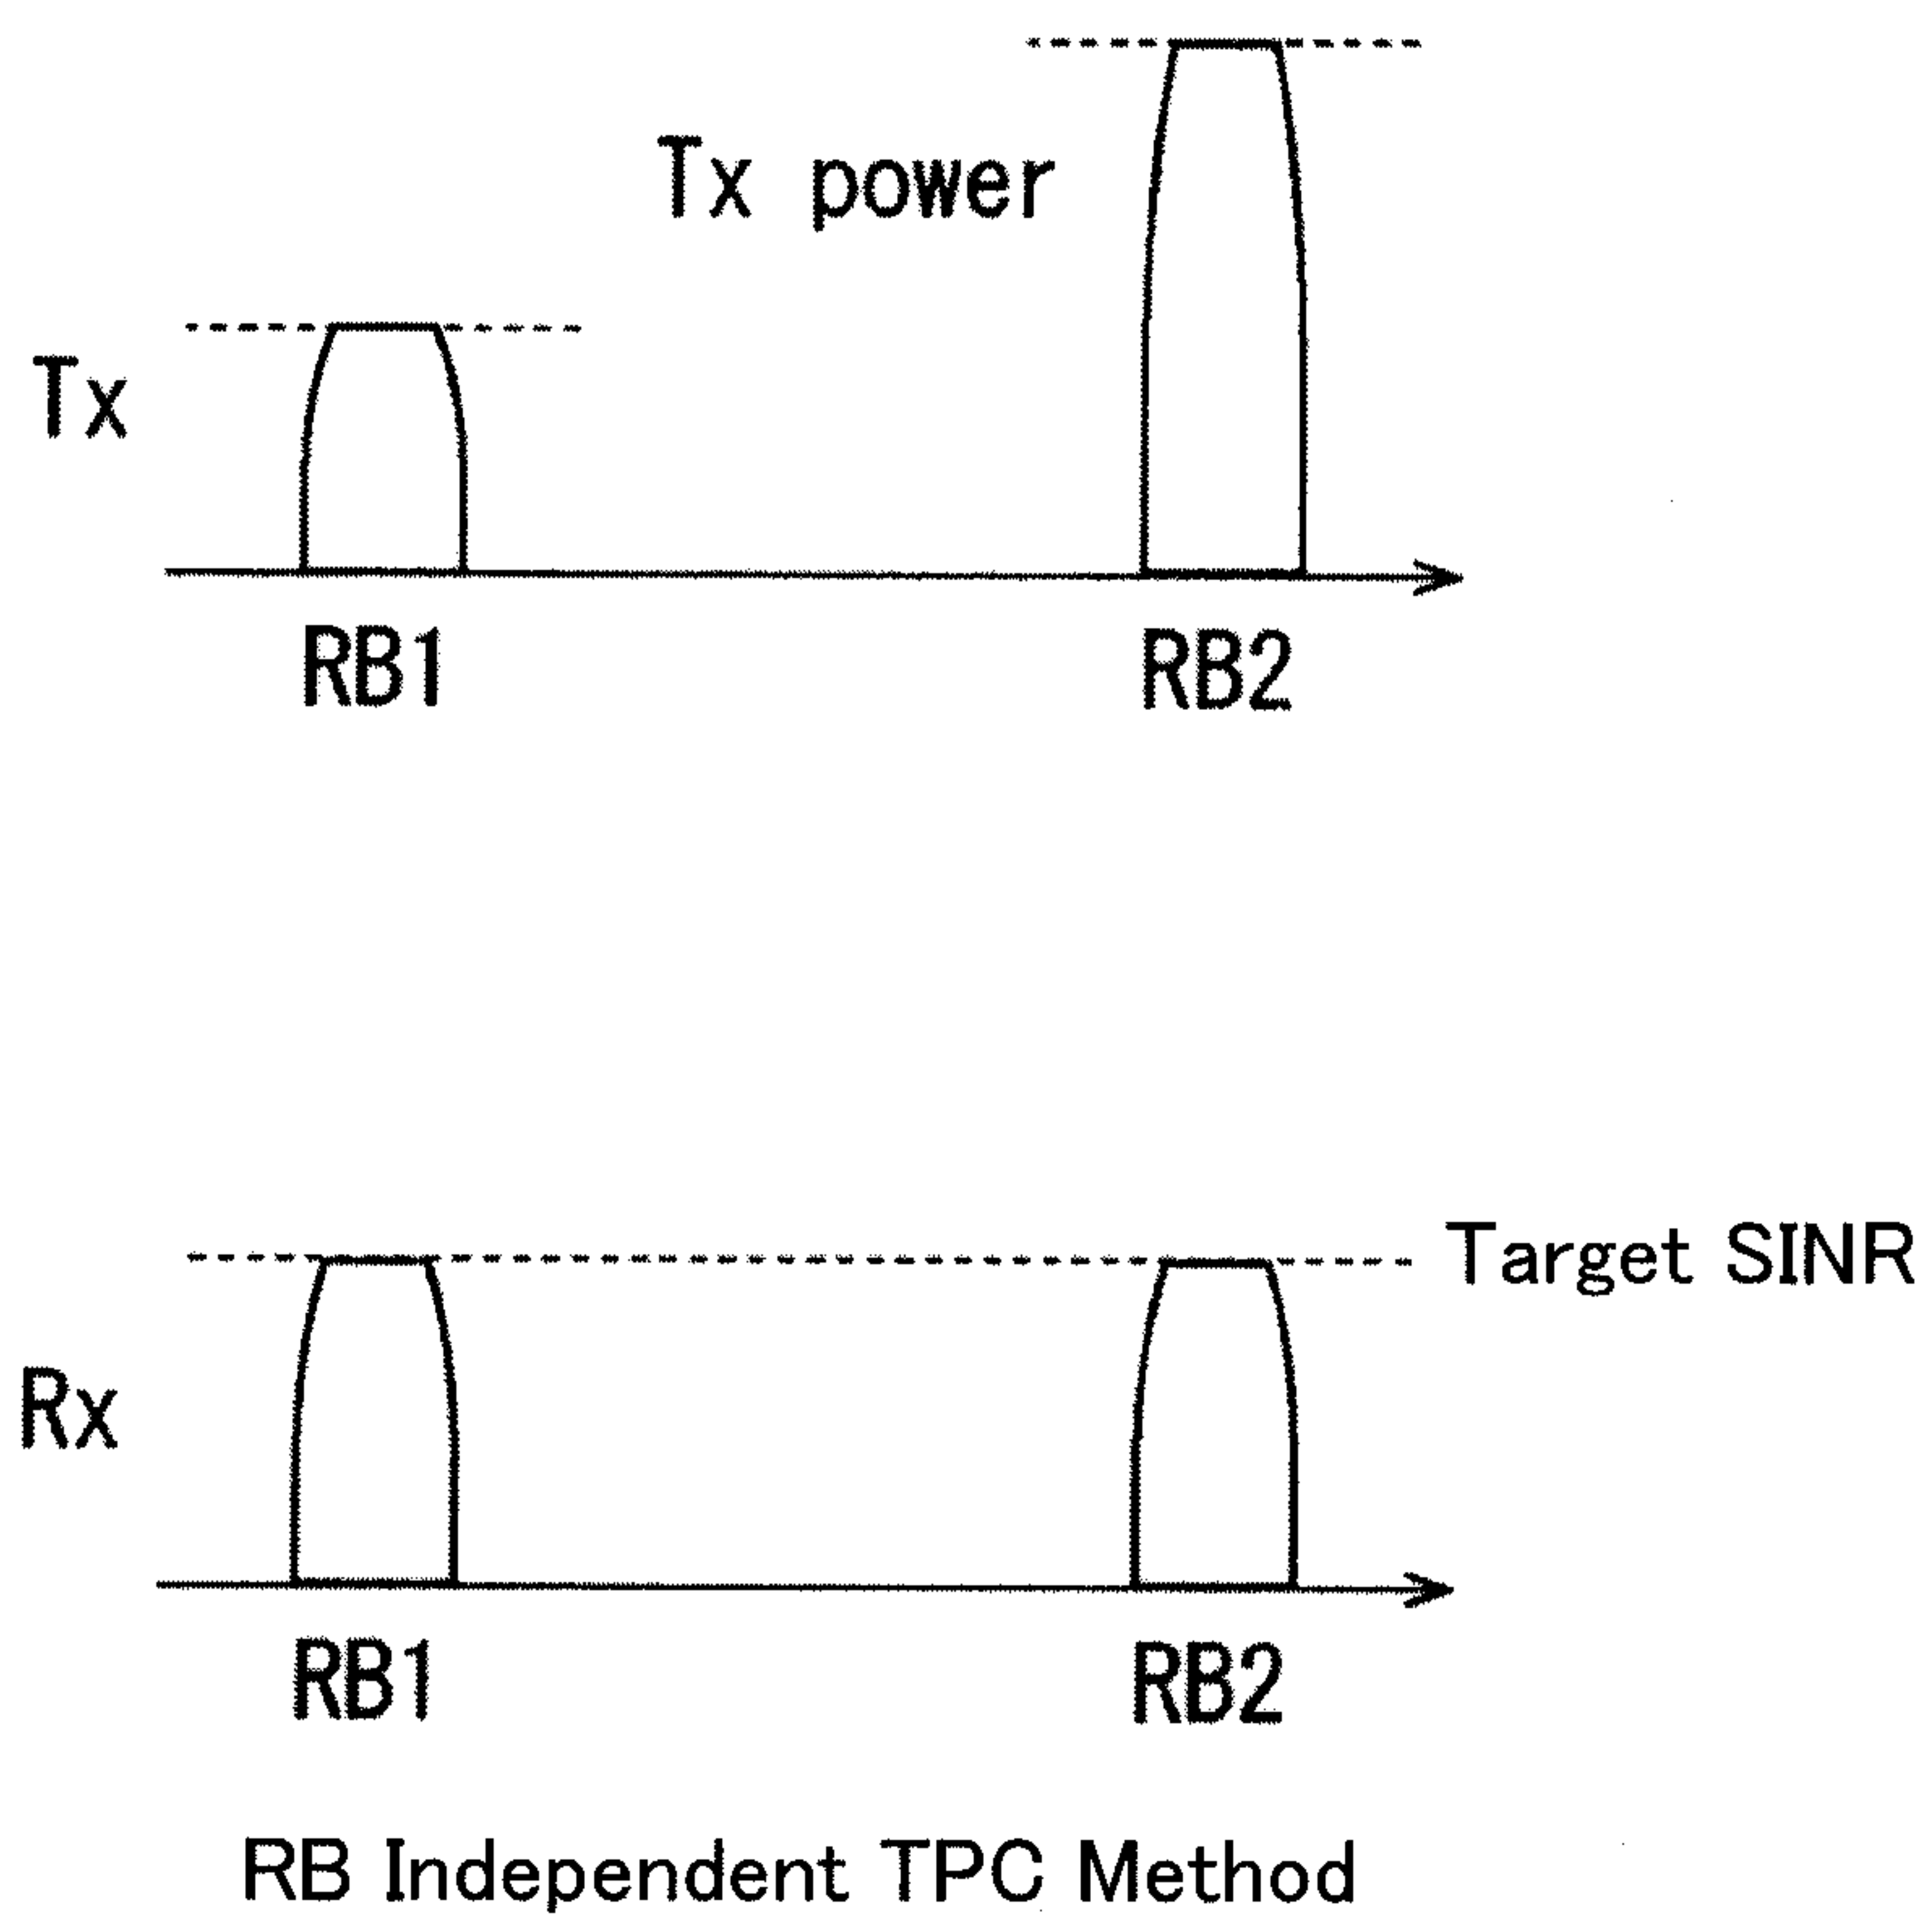 Tx power
Tx
RB1
RB2
Target SINR
Rx
RB1
RB2
RB Independent TPC Method